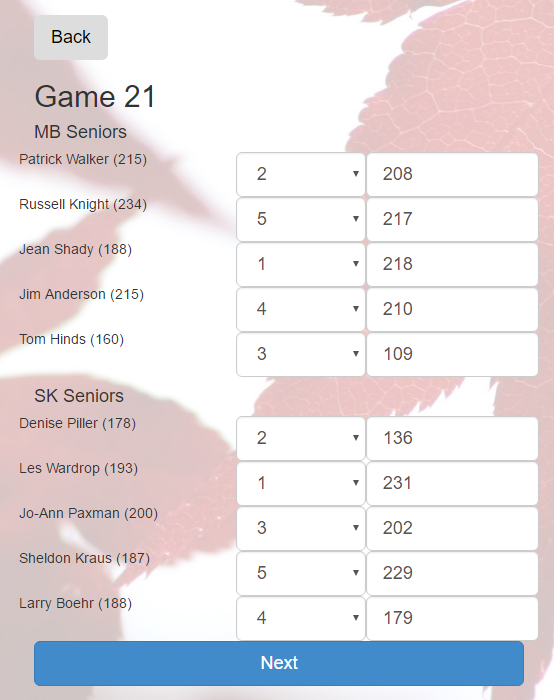 Back
Game 21
MB Seniors
Patrick Walker (215) 2 208
Russell Knight (234) 5 217
Jean Shady (188) 1 218
Jim Anderson (215) 4 210
Tom Hinds (160) 3 109
SK Seniors
Denise Piller (178) 2 136
Les Wardrop (193) 1 231
Jo-Ann Paxman (200) 3 202
Sheldon Kraus (187) 5 229
Larry Boehr (188) 4 179
Next